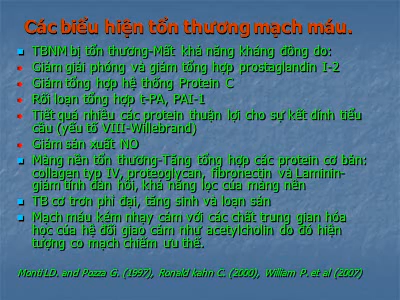 Các biểu hiện tổn thương mạch máu.
TBNM bị tổn thương-Mất khả năng kháng đông do:
Giảm giải phóng và giảm tổng hợp prostaglandin I-2
Giảm tổng hợp hệ thống Protein C
Rối loạn tổng hợp t-PA, PAI-1
Tiết quá nhiều các protein thuận lợi cho sự kết dính tiểu
cầu (yếu tố VIII-Willebrand)
Giảm sản xuất NO
Màng nền tổn thương-Tăng tổng hợp các protein cơ bản:
collagen typ IV, proteoglycan, fibronectin và Laminin-
giảm tính đàn hồi, khả năng lọc của màng nền
TB cơ trơn phì đại, tăng sinh và loạn sản
Mạch máu kém nhạy cảm với các chất trung gian hóa
học của hệ đối giao cảm như acetylcholin do đó hiện
tượng co mạch chiếm ưu thế.
Monti LD. and Pozza G. (1997), Ronald kahn C. (2000), William P. et al (2007)